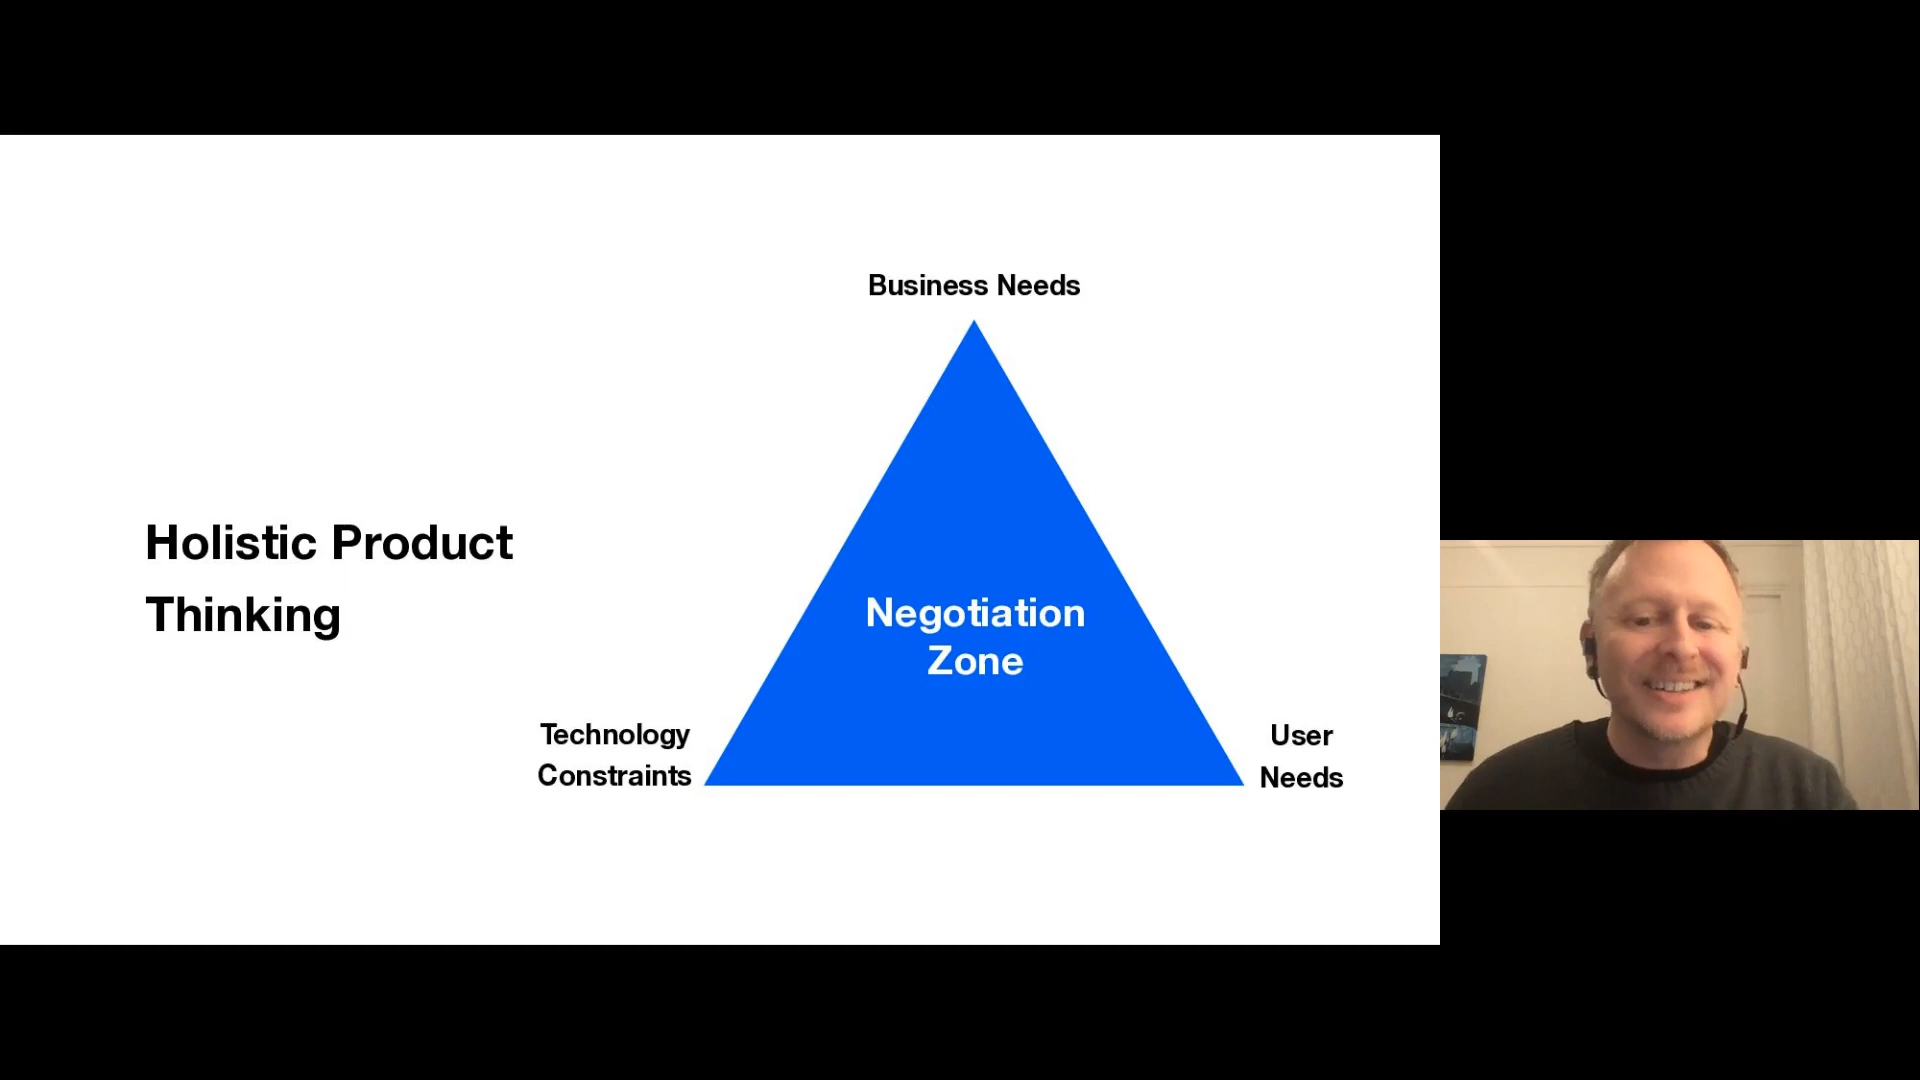 Holistic Product
Thinking
Business Needs
Negotiation
Zone
Technology
Constraints
User
Needs